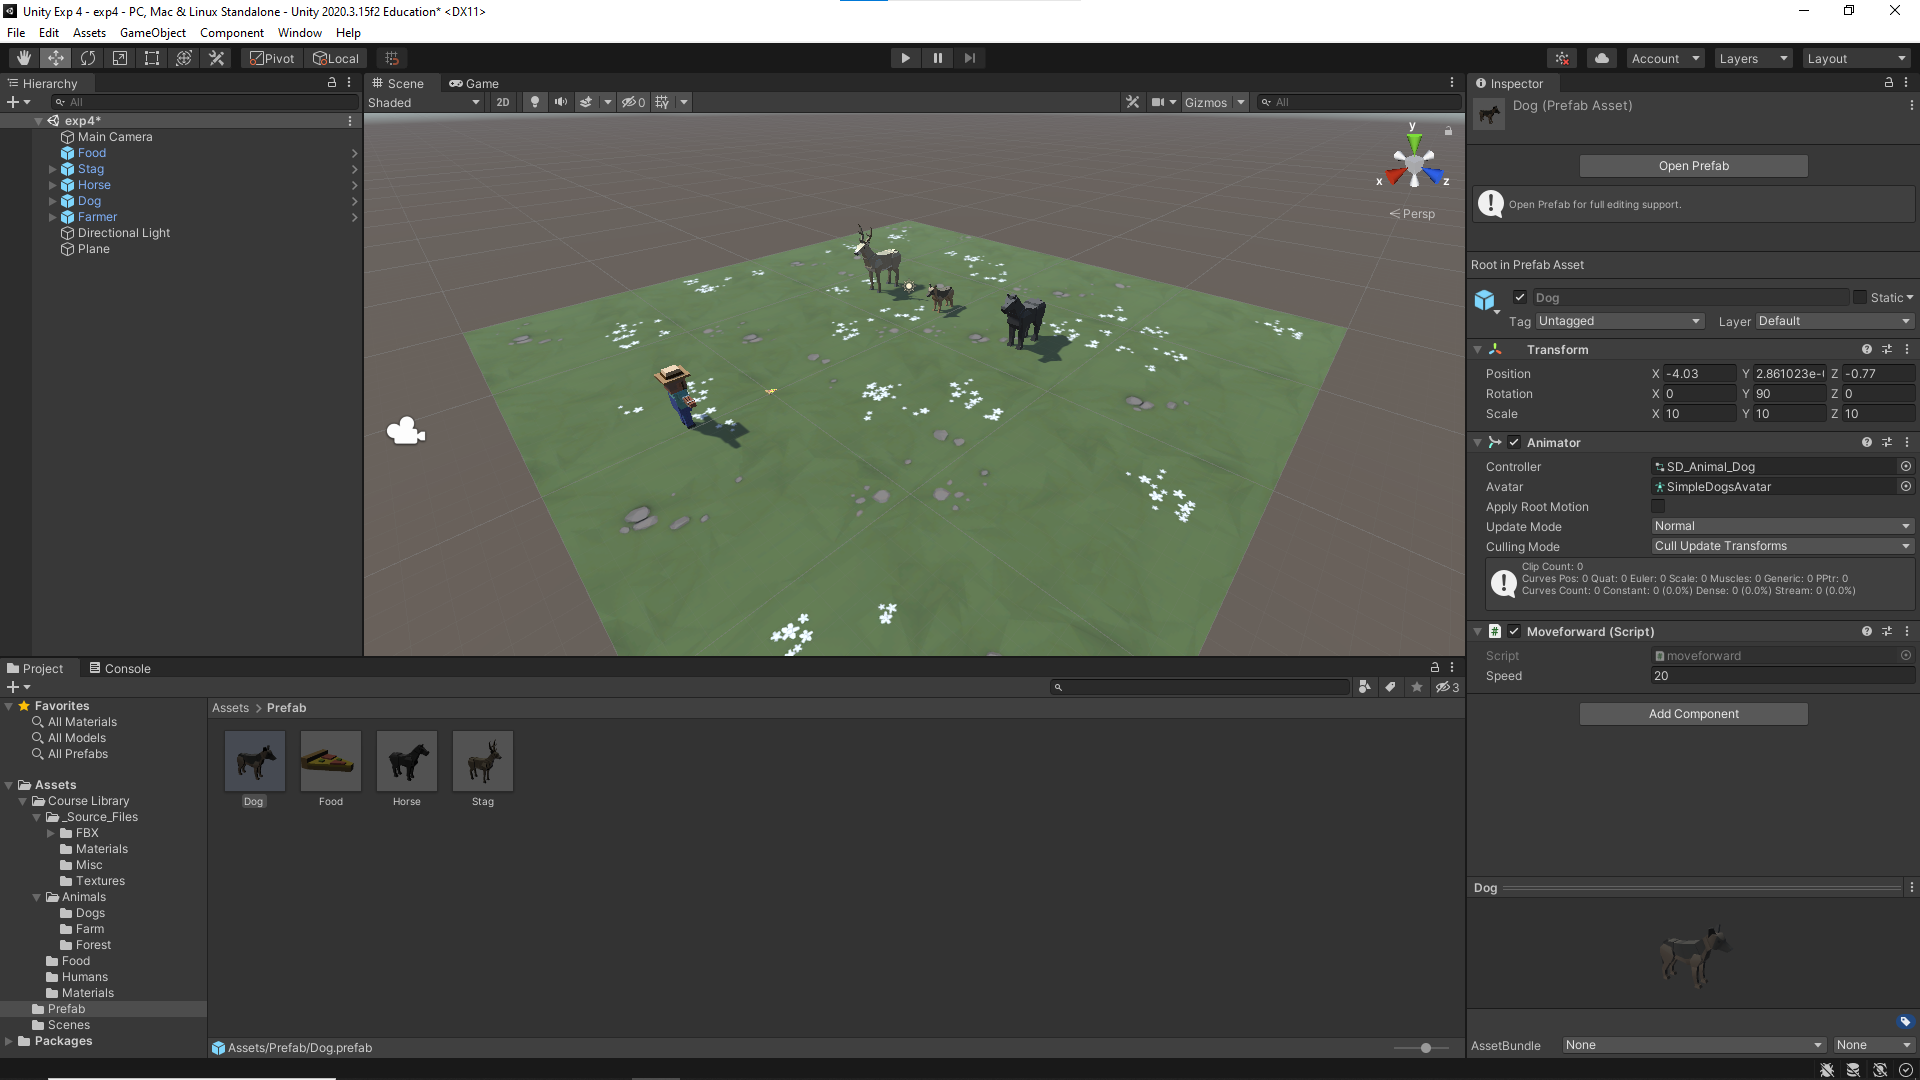 Unity Exp 4 - exp4 - PC, Mac & Linux Standalone - Unity 2020.3.15f2 Education* <DX11>
File Edit Assets GameObject Component Window Help
Pivot Local Account Layers Layout
Hierarchy
All
exp4*
Main Camera
Food
Stag
Horse
Dog
Farmer
Directional Light
Plane
Scene Game
Shaded 2D 0 Gizmos All
y
x
z
Persp
Inspector
Dog (Prefab Asset)
Open Prefab
Open Prefab for full editing support.
Root in Prefab Asset
Dog Static
Tag Untagged Layer Default
Transform
Position X -4.03 Y 2.861023e- Z -0.77
Rotation X 0 Y 90 Z 0
Scale X 10 Y 10 Z 10
Animator
Controller SD_Animal_Dog
Avatar SimpleDogsAvatar
Apply Root Motion
Update Mode Normal
Culling Mode Cull Update Transforms
Clip Count: 0
Curves Pos: 0 Quat: 0 Euler: 0 Scale: 0 Muscles: 0 Generic: 0 PPtr: 0
Curves Count: 0 Constant: 0 (0.0%) Dense: 0 (0.0%) Stream: 0 (0.0%)
Moveforward (Script)
Script moveforward
Speed 20
Add Component
Dog
AssetBundle None None
Project Console
3
Favorites
All Materials
All Models
All Prefabs
Assets
Course Library
_Source_Files
FBX
Materials
Misc
Textures
Animals
Dogs
Farm
Forest
Food
Humans
Materials
Prefab
Scenes
Packages
Assets > Prefab
Dog Food Horse Stag
Assets/Prefab/Dog.prefab